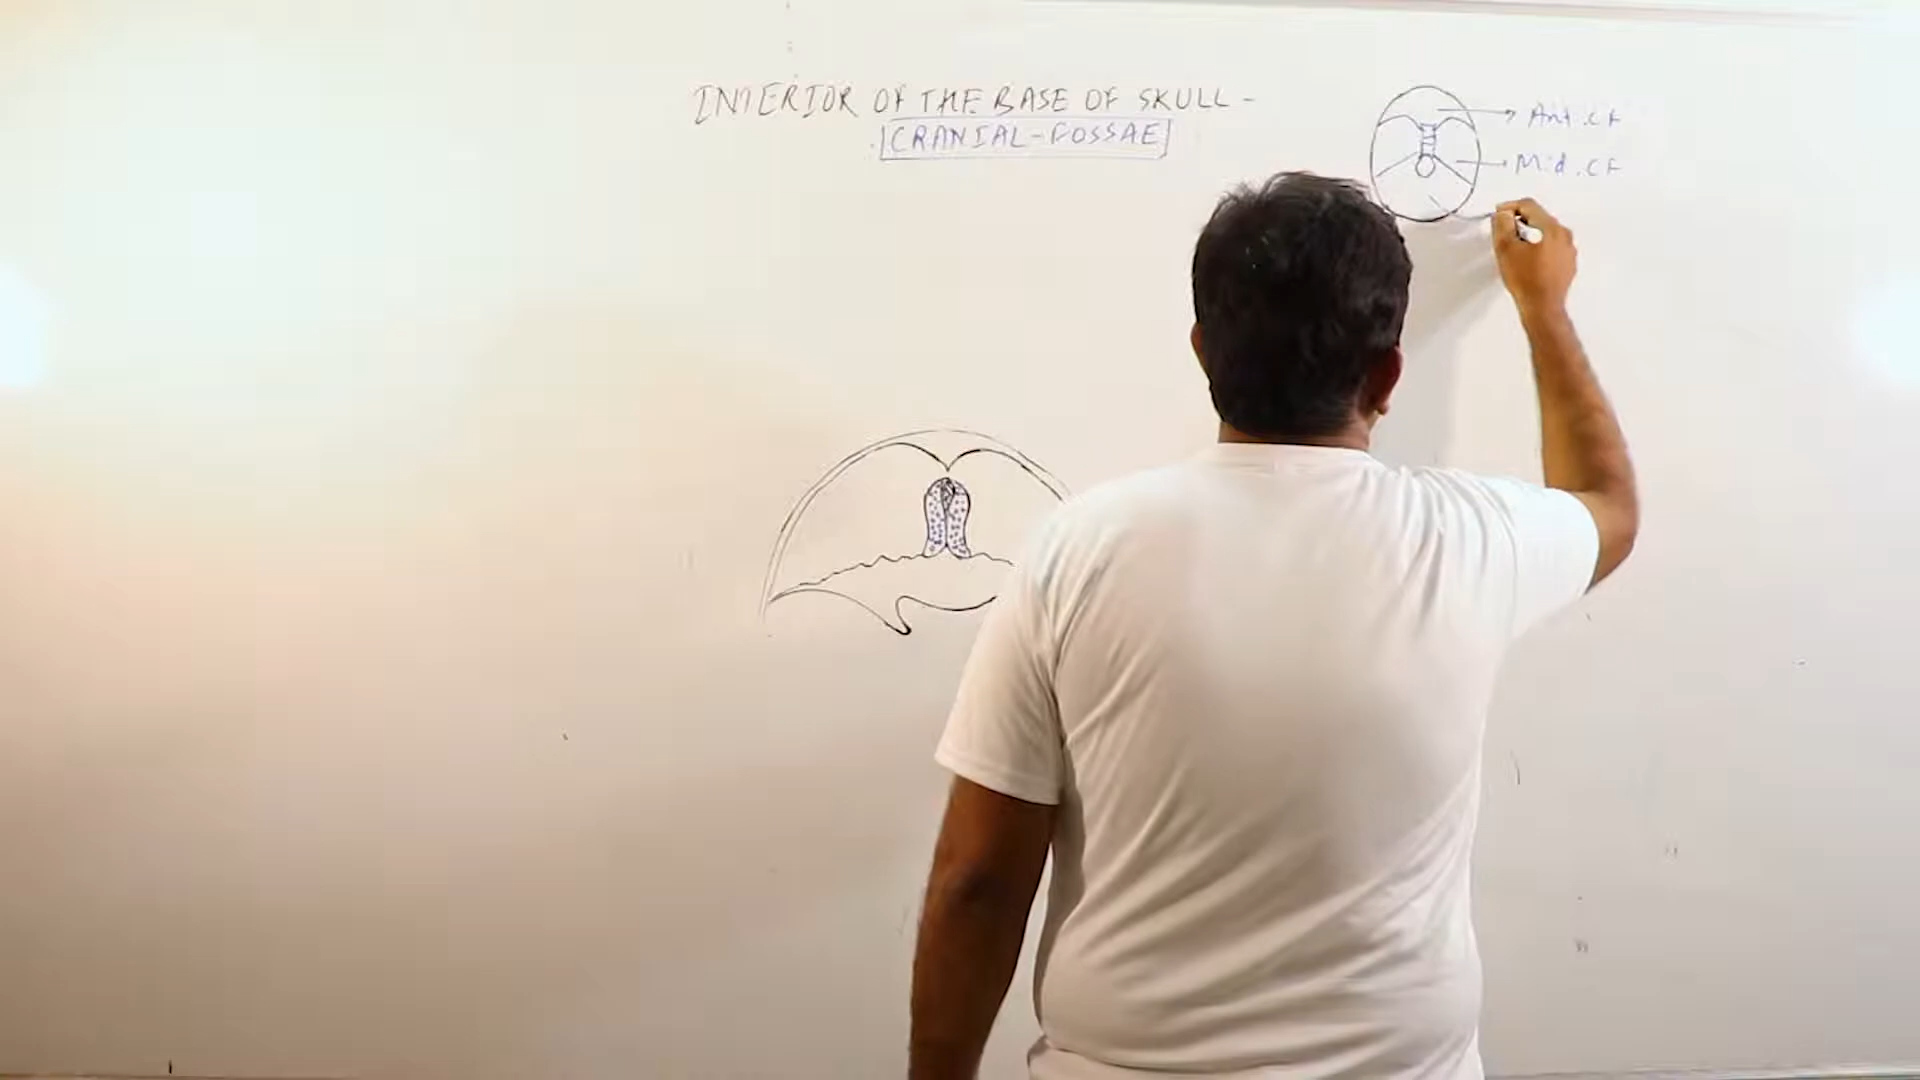 INTERIOR OF THE BASE OF SKULL -
CRANIAL-FOSSAE
Ant.CF
Mid.CF